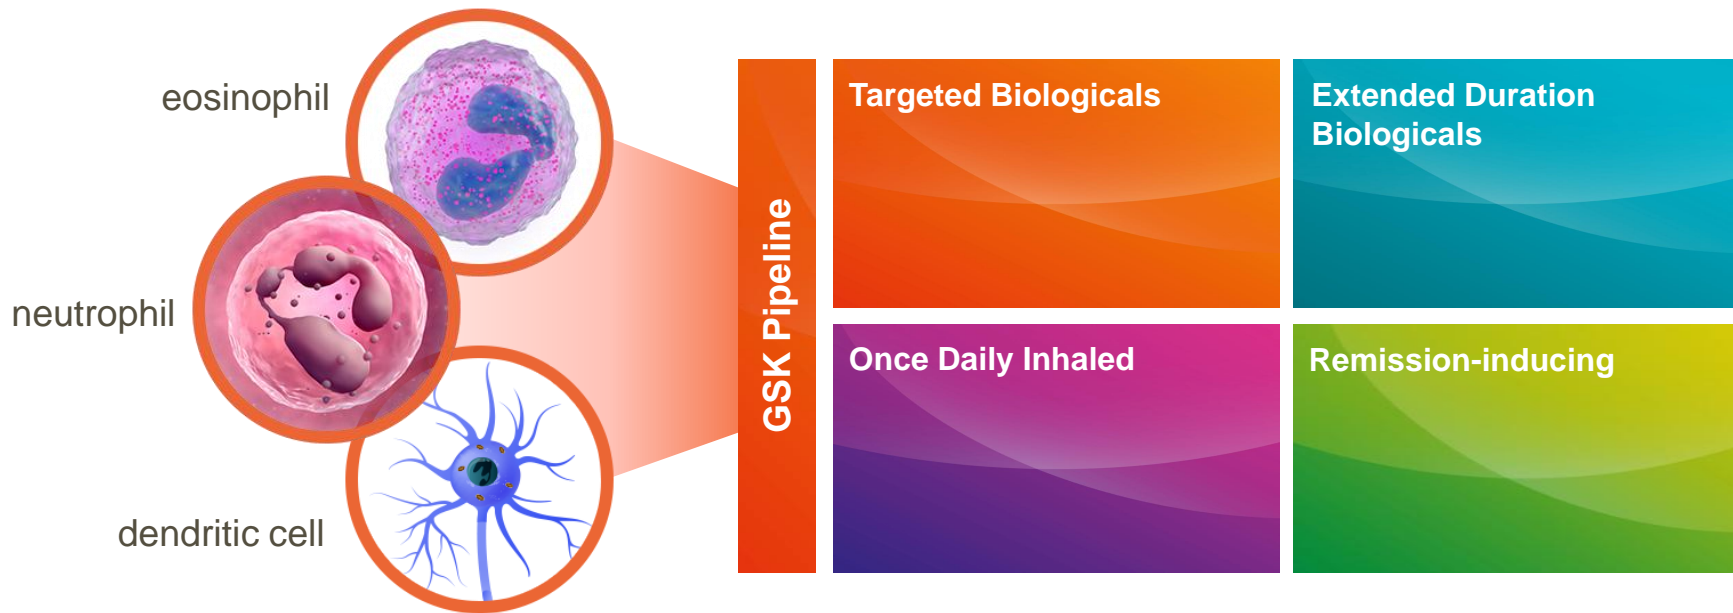 eosinophil
neutrophil
dendritic cell
GSK Pipeline
Targeted Biologicals
Extended Duration
Biologicals
Once Daily Inhaled
Remission-inducing